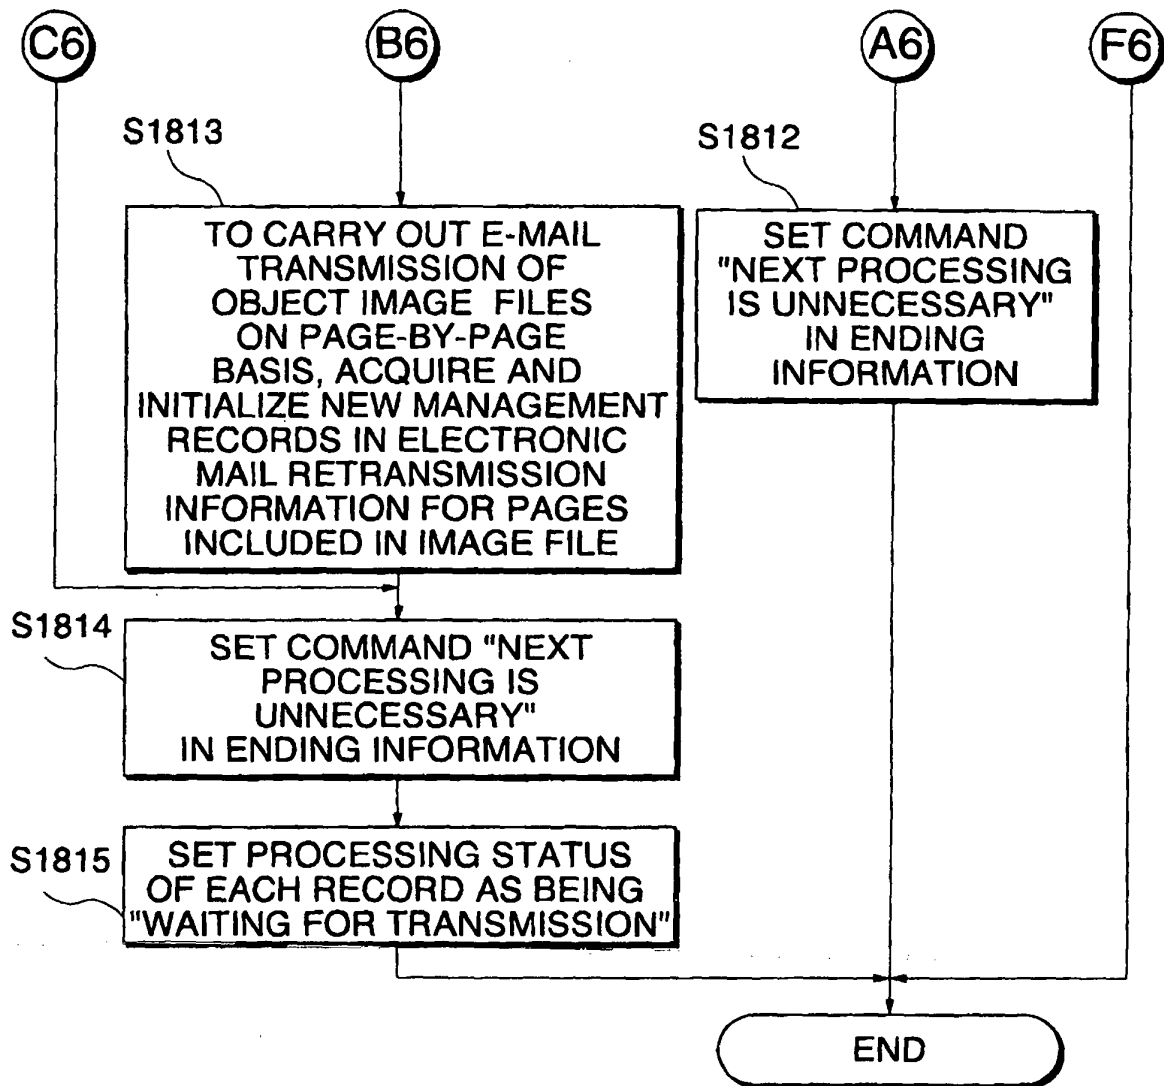 C6
B6
A6
F6
S1813
TO CARRY OUT E-MAIL
TRANSMISSION OF
OBJECT IMAGE FILES
ON PAGE-BY-PAGE
BASIS, ACQUIRE AND
INITIALIZE NEW MANAGEMENT
RECORDS IN ELECTRONIC
MAIL RETRANSMISSION
INFORMATION FOR PAGES
INCLUDED IN IMAGE FILE
S1812
SET COMMAND
"NEXT PROCESSING
IS UNNECESSARY"
IN ENDING
INFORMATION
S1814
SET COMMAND "NEXT
PROCESSING IS
UNNECESSARY"
IN ENDING INFORMATION
S1815
SET PROCESSING STATUS
OF EACH RECORD AS BEING
"WAITING FOR TRANSMISSION"
END